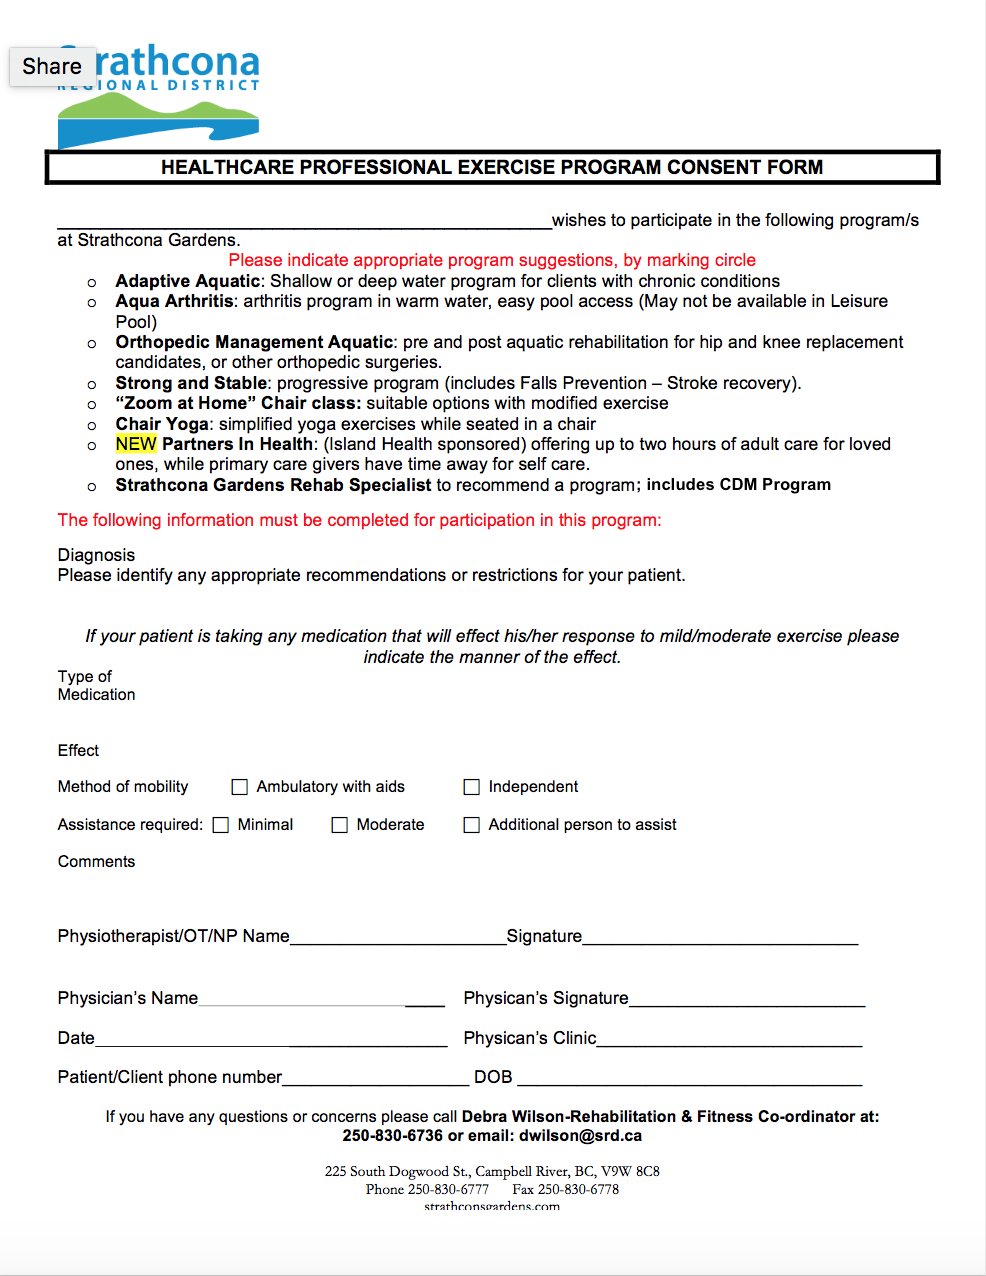 Share
Strathcona
REGIONAL DISTRICT
HEALTHCARE PROFESSIONAL EXERCISE PROGRAM CONSENT FORM
wishes to participate in the following program/s
at Strathcona Gardens.
Please indicate appropriate program suggestions, by marking circle
o Adaptive Aquatic: Shallow or deep water program for clients with chronic conditions
o Aqua Arthritis: arthritis program in warm water, easy pool access (May not be available in Leisure
Pool)
o Orthopedic Management Aquatic: pre and post aquatic rehabilitation for hip and knee replacement
candidates, or other orthopedic surgeries.
o Strong and Stable: progressive program (includes Falls Prevention – Stroke recovery).
o “Zoom at Home” Chair class: suitable options with modified exercise
o Chair Yoga: simplified yoga exercises while seated in a chair
o NEW Partners In Health: (Island Health sponsored) offering up to two hours of adult care for loved
ones, while primary care givers have time away for self care.
o Strathcona Gardens Rehab Specialist to recommend a program; includes CDM Program
The following information must be completed for participation in this program:
Diagnosis
Please identify any appropriate recommendations or restrictions for your patient.
If your patient is taking any medication that will effect his/her response to mild/moderate exercise please
indicate the manner of the effect.
Type of
Medication
Effect
Method of mobility ☐ Ambulatory with aids ☐ Independent
Assistance required: ☐ Minimal ☐ Moderate ☐ Additional person to assist
Comments
Physiotherapist/OT/NP Name Signature
Physician’s Name Physican’s Signature
Date Physican’s Clinic
Patient/Client phone number DOB
If you have any questions or concerns please call Debra Wilson-Rehabilitation & Fitness Co-ordinator at:
250-830-6736 or email: dwilson@srd.ca
225 South Dogwood St., Campbell River, BC, V9W 8C8
Phone 250-830-6777 Fax 250-830-6778
strathconsgardens.com